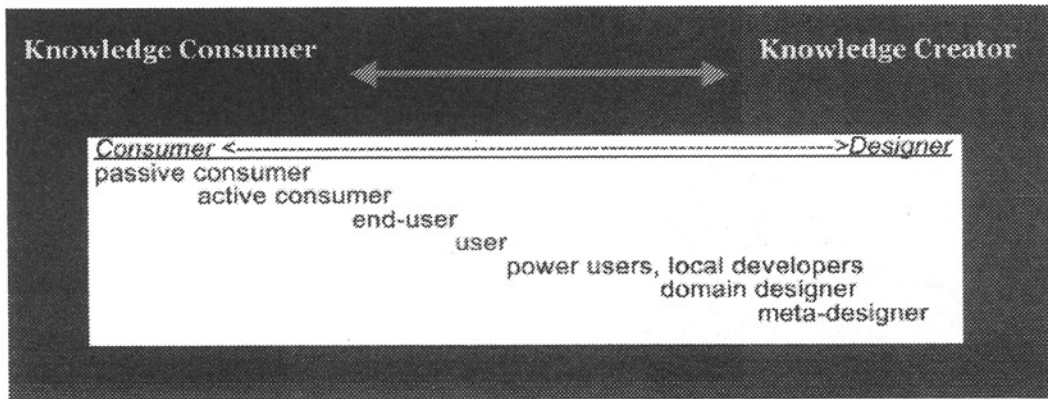 Knowledge Consumer Knowledge Creator
Consumer <-------------------------------------------------------------------->Designer
passive consumer
active consumer
end-user
user
power users, local developers
domain designer
meta-designer